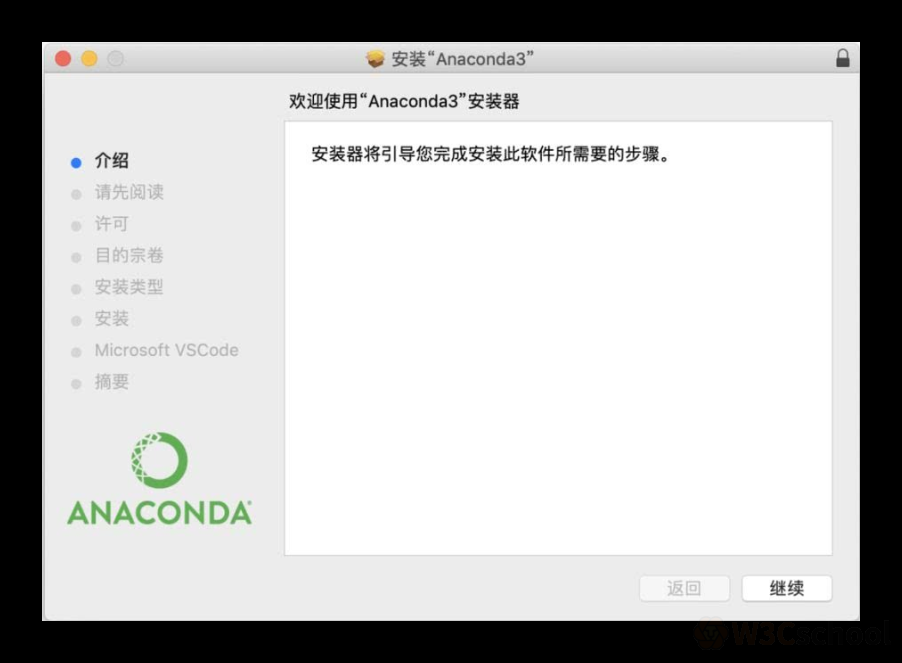 安装“Anaconda3”
欢迎使用“Anaconda3”安装器
安装器将引导您完成安装此软件所需要的步骤。
介绍
请先阅读
许可
目的宗卷
安装类型
安装
Microsoft VSCode
摘要
ANACONDA
返回
继续
W3Cschool